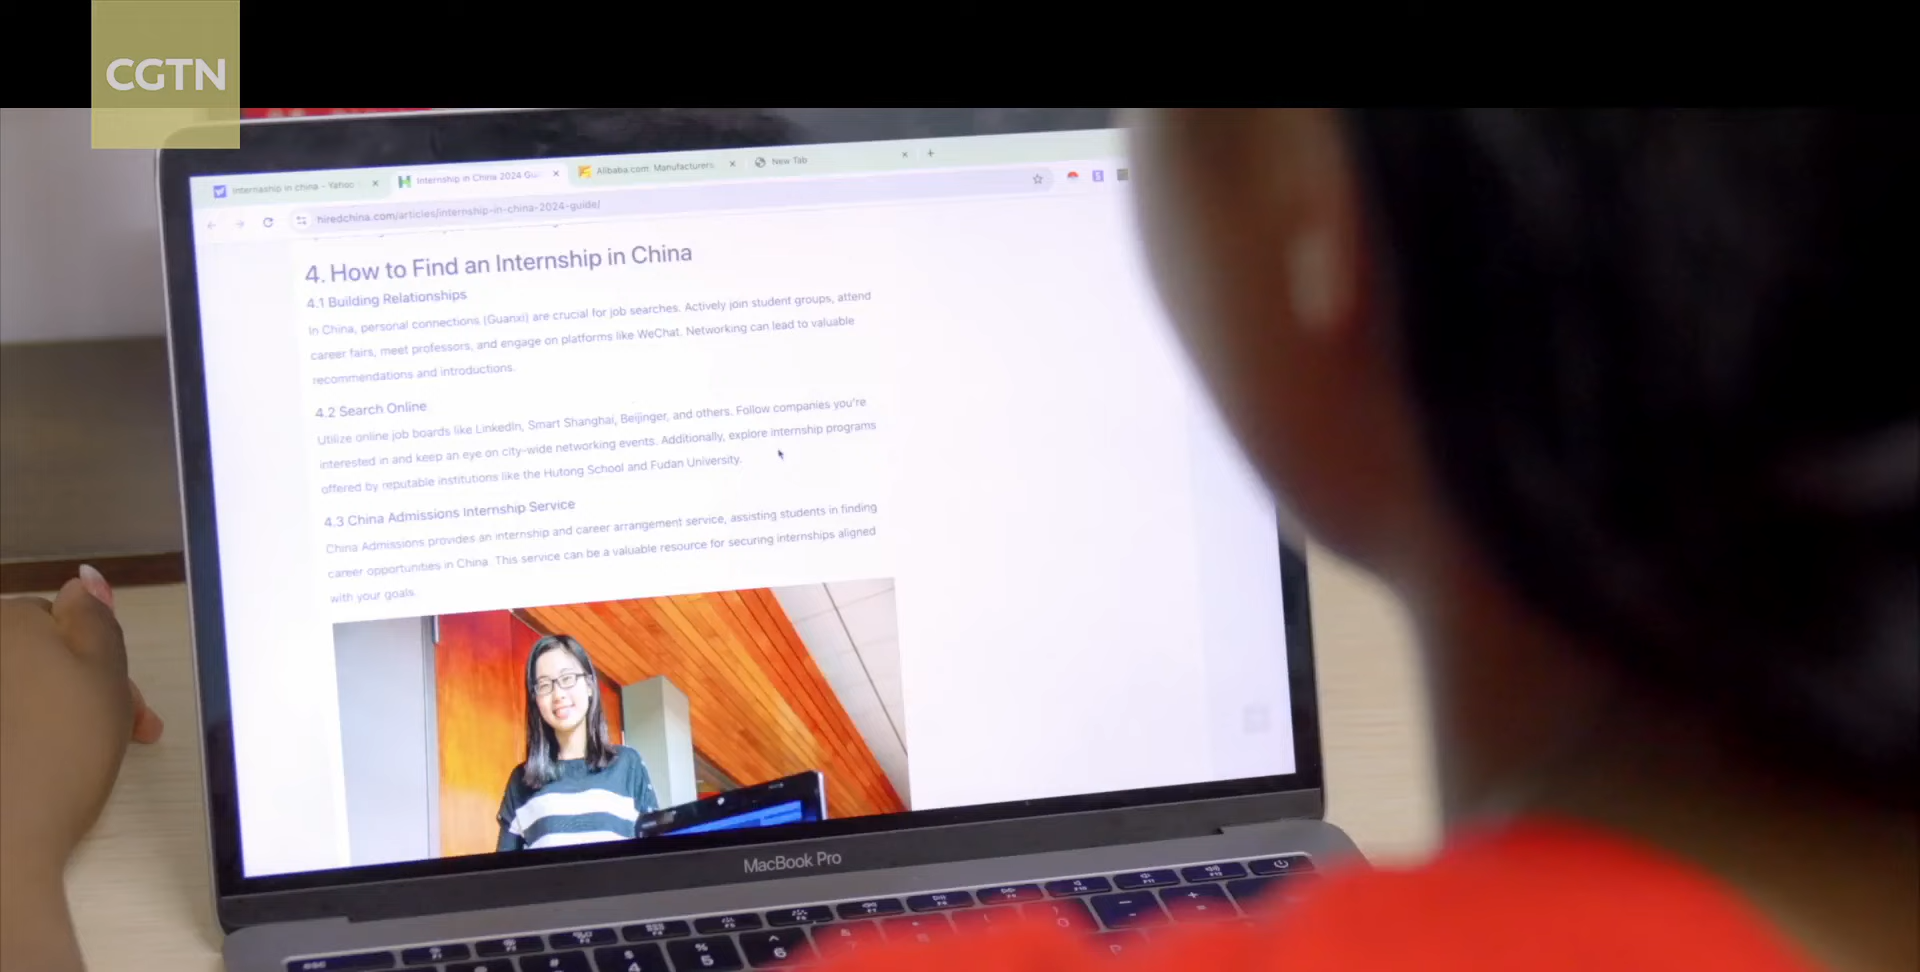 CGTN
Internaship in china - Yahoo
Internship in China 2024 Gu
Alibaba.com: Manufacturers
New Tab
hiredchina.com/articles/internship-in-china-2024-guide/
4. How to Find an Internship in China
4.1 Building Relationships
In China, personal connections (Guanxi) are crucial for job searches. Actively join student groups, attend
career fairs, meet professors, and engage on platforms like WeChat. Networking can lead to valuable
recommendations and introductions.
4.2 Search Online
Utilize online job boards like LinkedIn, Smart Shanghai, Beijinger, and others. Follow companies you're
interested in and keep an eye on city-wide networking events. Additionally, explore internship programs
offered by reputable institutions like the Hutong School and Fudan University.
4.3 China Admissions Internship Service
China Admissions provides an internship and career arrangement service, assisting students in finding
career opportunities in China. This service can be a valuable resource for securing internships aligned
with your goals.
MacBook Pro
esc
$ 4
% 5
^ 6